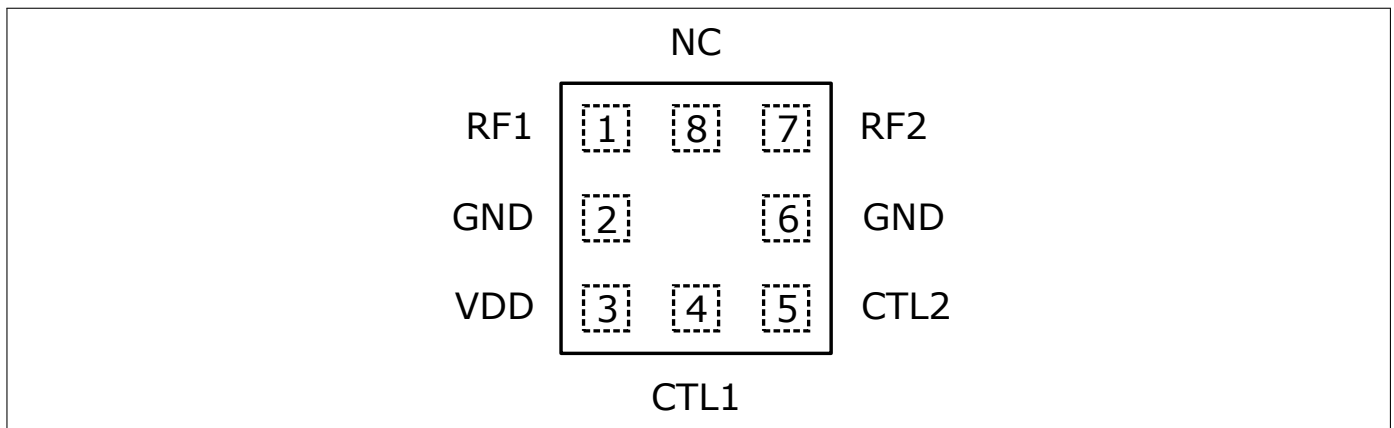 NC
RF1 1 8 7 RF2
GND 2 6 GND
VDD 3 4 5 CTL2
CTL1